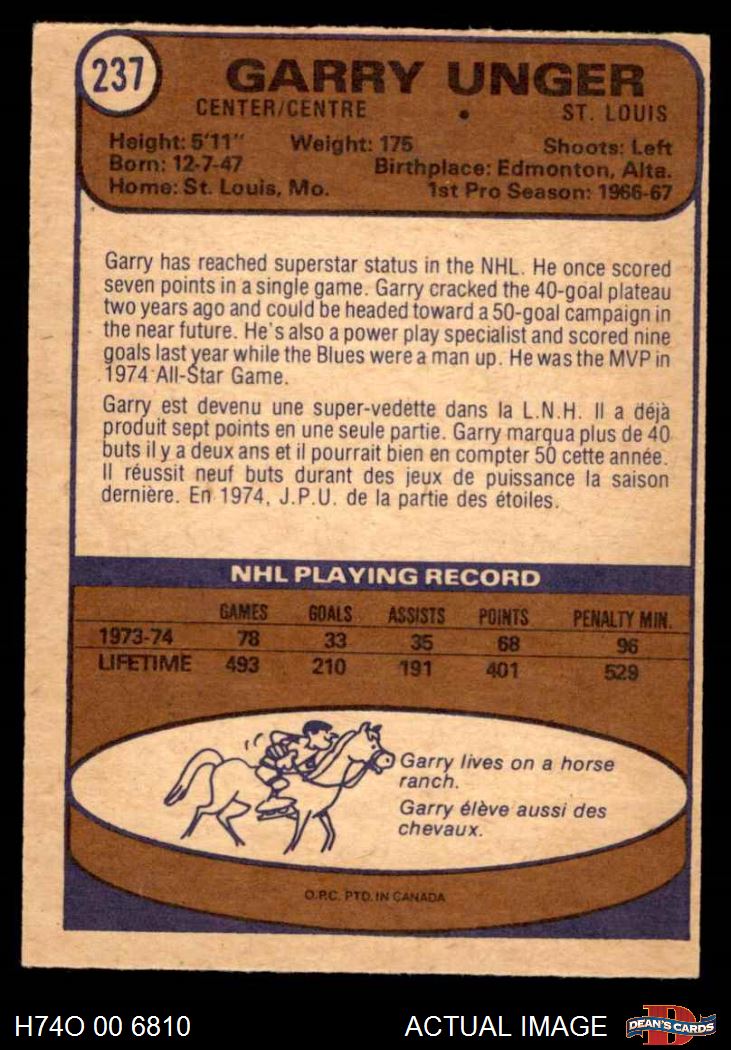 237
GARRY UNGER
CENTER/CENTRE • ST. LOUIS
Height: 5'11" Weight: 175 Shoots: Left
Born: 12-7-47 Birthplace: Edmonton, Alta.
Home: St. Louis, Mo. 1st Pro Season: 1966-67
Garry has reached superstar status in the NHL. He once scored
seven points in a single game. Garry cracked the 40-goal plateau
two years ago and could be headed toward a 50-goal campaign in
the near future. He's also a power play specialist and scored nine
goals last year while the Blues were a man up. He was the MVP in
1974 All-Star Game.
Garry est devenu une super-vedette dans la L.N.H. Il a déjà
produit sept points en une seule partie. Garry marqua plus de 40
buts il y a deux ans et il pourrait bien en compter 50 cette année.
Il réussit neuf buts durant des jeux de puissance la saison
dernière. En 1974, J.P.U. de la partie des étoiles.
NHL PLAYING RECORD
GAMES GOALS ASSISTS POINTS PENALTY MIN.
1973-74 78 33 35 68 96
LIFETIME 493 210 191 401 529
Garry lives on a horse
ranch.
Garry élève aussi des
chevaux.
O.P.C. PTD. IN CANADA
H74O 00 6810 ACTUAL IMAGE DEAN'S CARDS